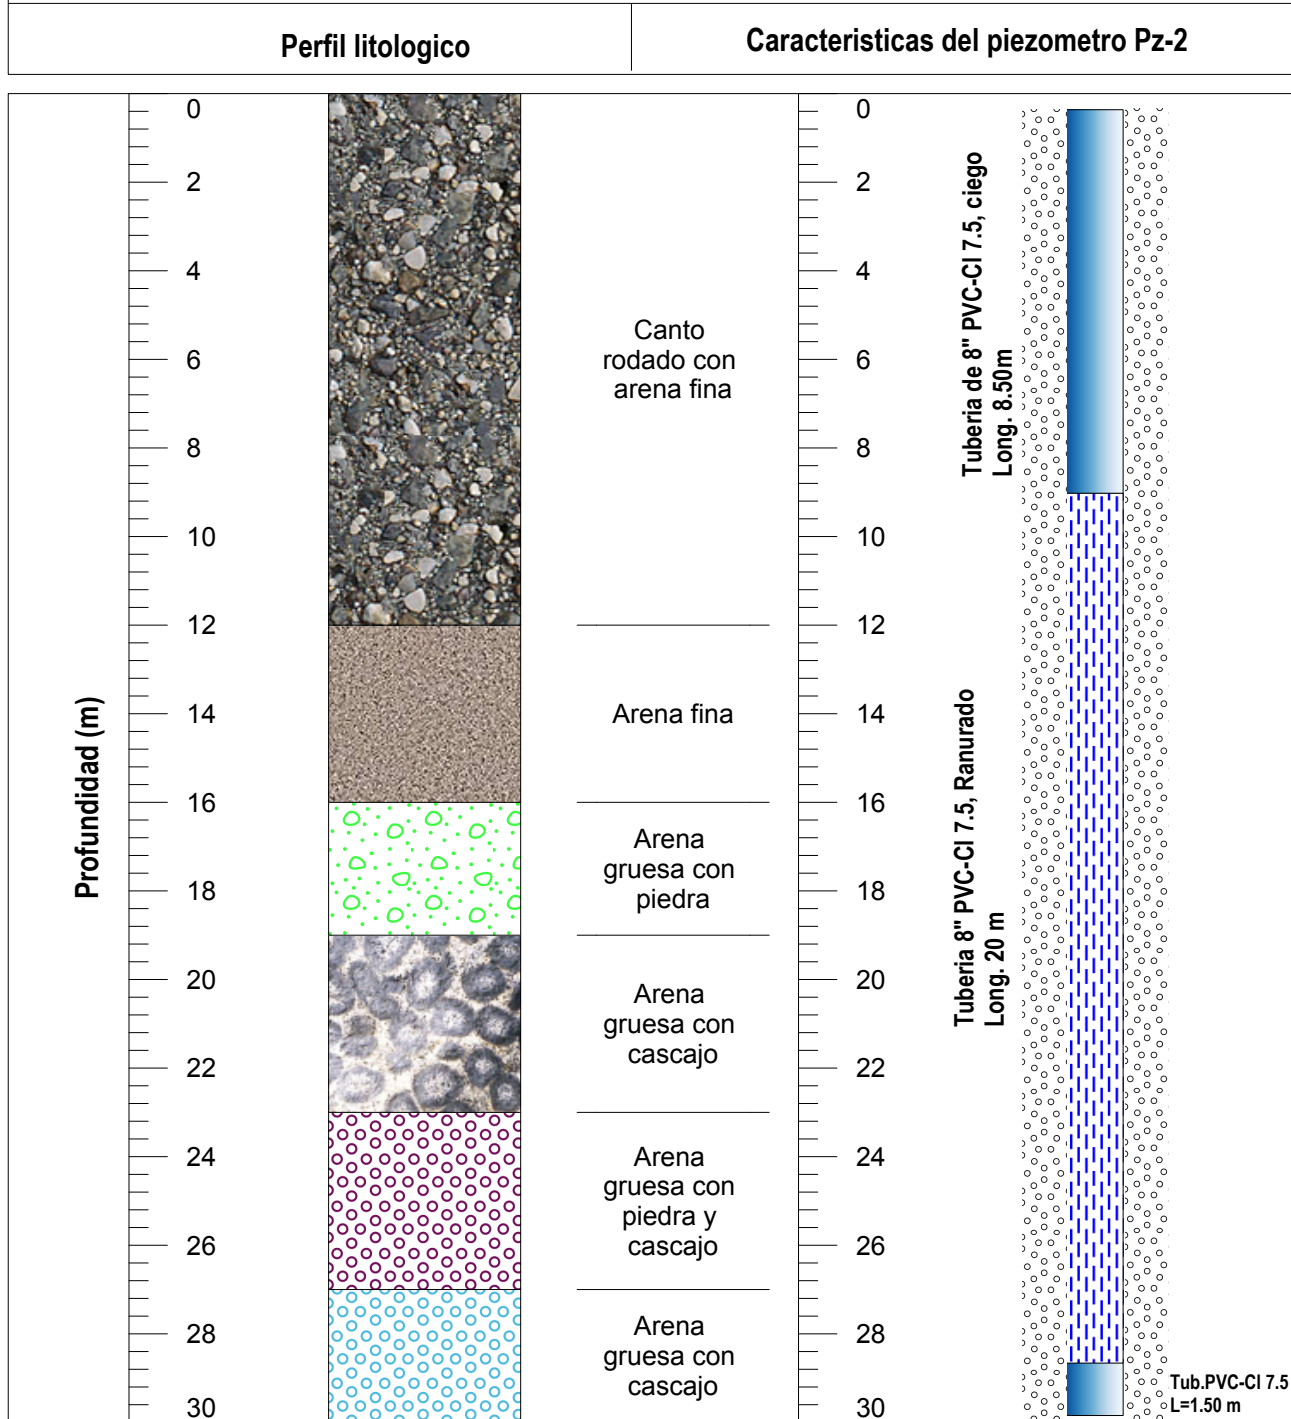 Perfil litologico
Caracteristicas del piezometro Pz-2
Profundidad (m)
0
2
4
6
8
10
12
14
16
18
20
22
24
26
28
30
Canto
rodado con
arena fina
Arena fina
Arena
gruesa con
piedra
Arena
gruesa con
cascajo
Arena
gruesa con
piedra y
cascajo
Arena
gruesa con
cascajo
0
2
4
6
8
10
12
14
16
18
20
22
24
26
28
30
Tuberia de 8" PVC-Cl 7.5, ciego
Long. 8.50m
Tuberia 8" PVC-Cl 7.5, Ranurado
Long. 20 m
Tub.PVC-Cl 7.5
L=1.50 m